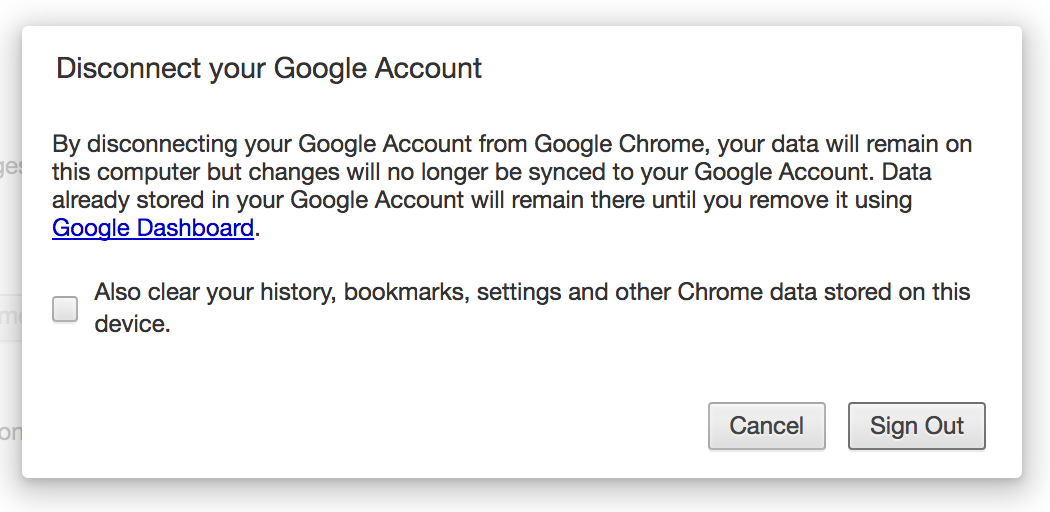 Disconnect your Google Account
By disconnecting your Google Account from Google Chrome, your data will remain on
this computer but changes will no longer be synced to your Google Account. Data
already stored in your Google Account will remain there until you remove it using
Google Dashboard.
Also clear your history, bookmarks, settings and other Chrome data stored on this
device.
Cancel
Sign Out